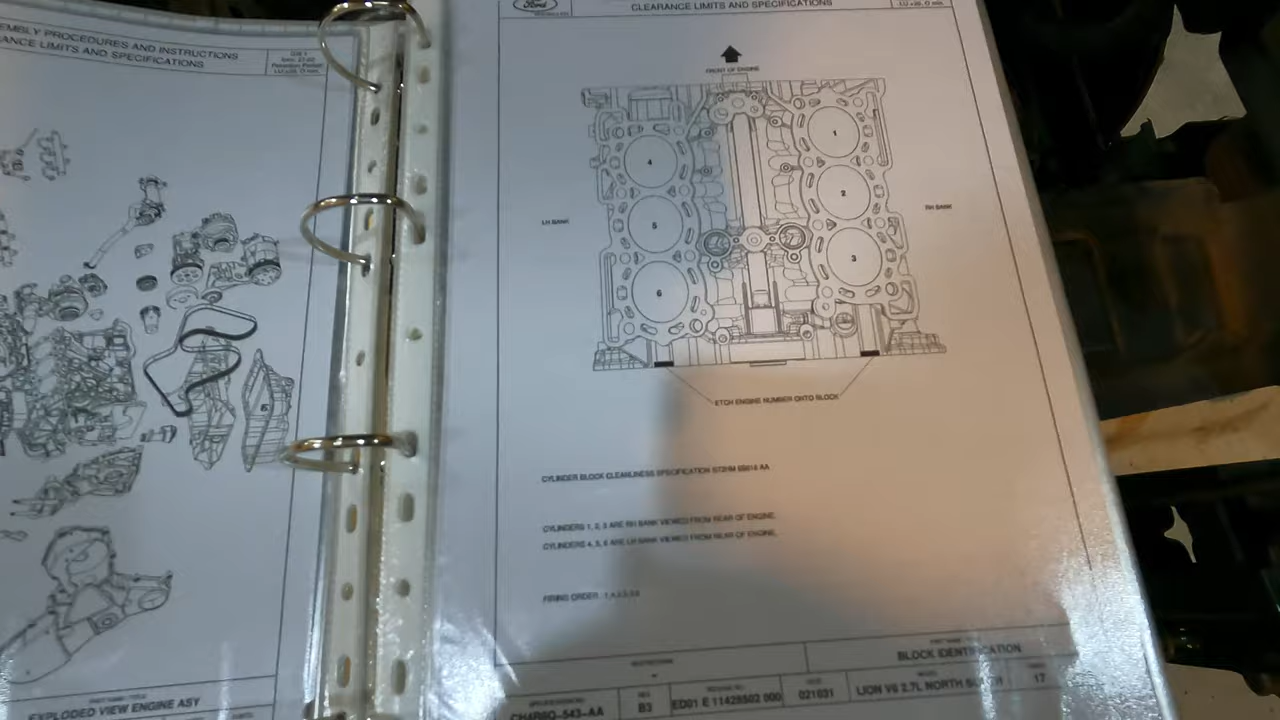 EMBLY PROCEDURES AND INSTRUCTIONS
ANCE LIMITS AND SPECIFICATIONS
EXPLODED VIEW ENGINE ASY
Ford
CLEARANCE LIMITS AND SPECIFICATIONS
FRONT OF ENGINE
1
4
2
LH BANK
RH BANK
5
3
6
ETCH ENGINE NUMBER ONTO BLOCK
CYLINDER BLOCK CLEANLINESS SPECIFICATION
CYLINDERS 1, 2, 3 ARE RH BANK VIEWED FROM REAR OF ENGINE.
CYLINDERS 4, 5, 6 ARE LH BANK VIEWED FROM REAR OF ENGINE.
FIRING ORDER
BLOCK IDENTIFICATION
B3
ED01 E 11428502 000
021031
LION V6 2.7L NORTH
17